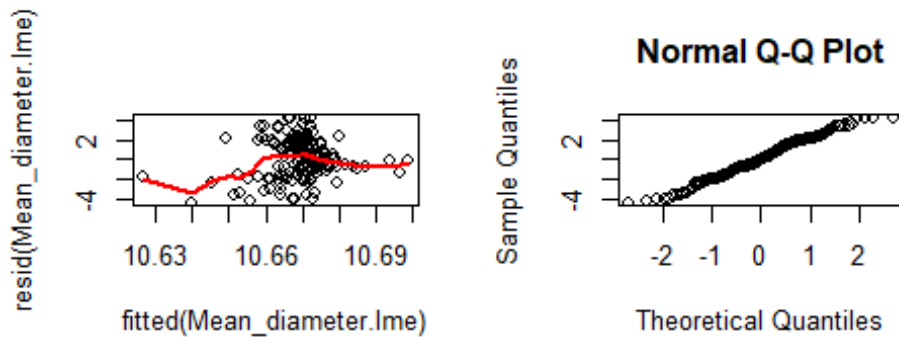 resid(Mean_diameter.lme)
2
-4
10.63 10.66 10.69
fitted(Mean_diameter.lme)
Normal Q-Q Plot
Sample Quantiles
2
-4
-2 -1 0 1 2
Theoretical Quantiles